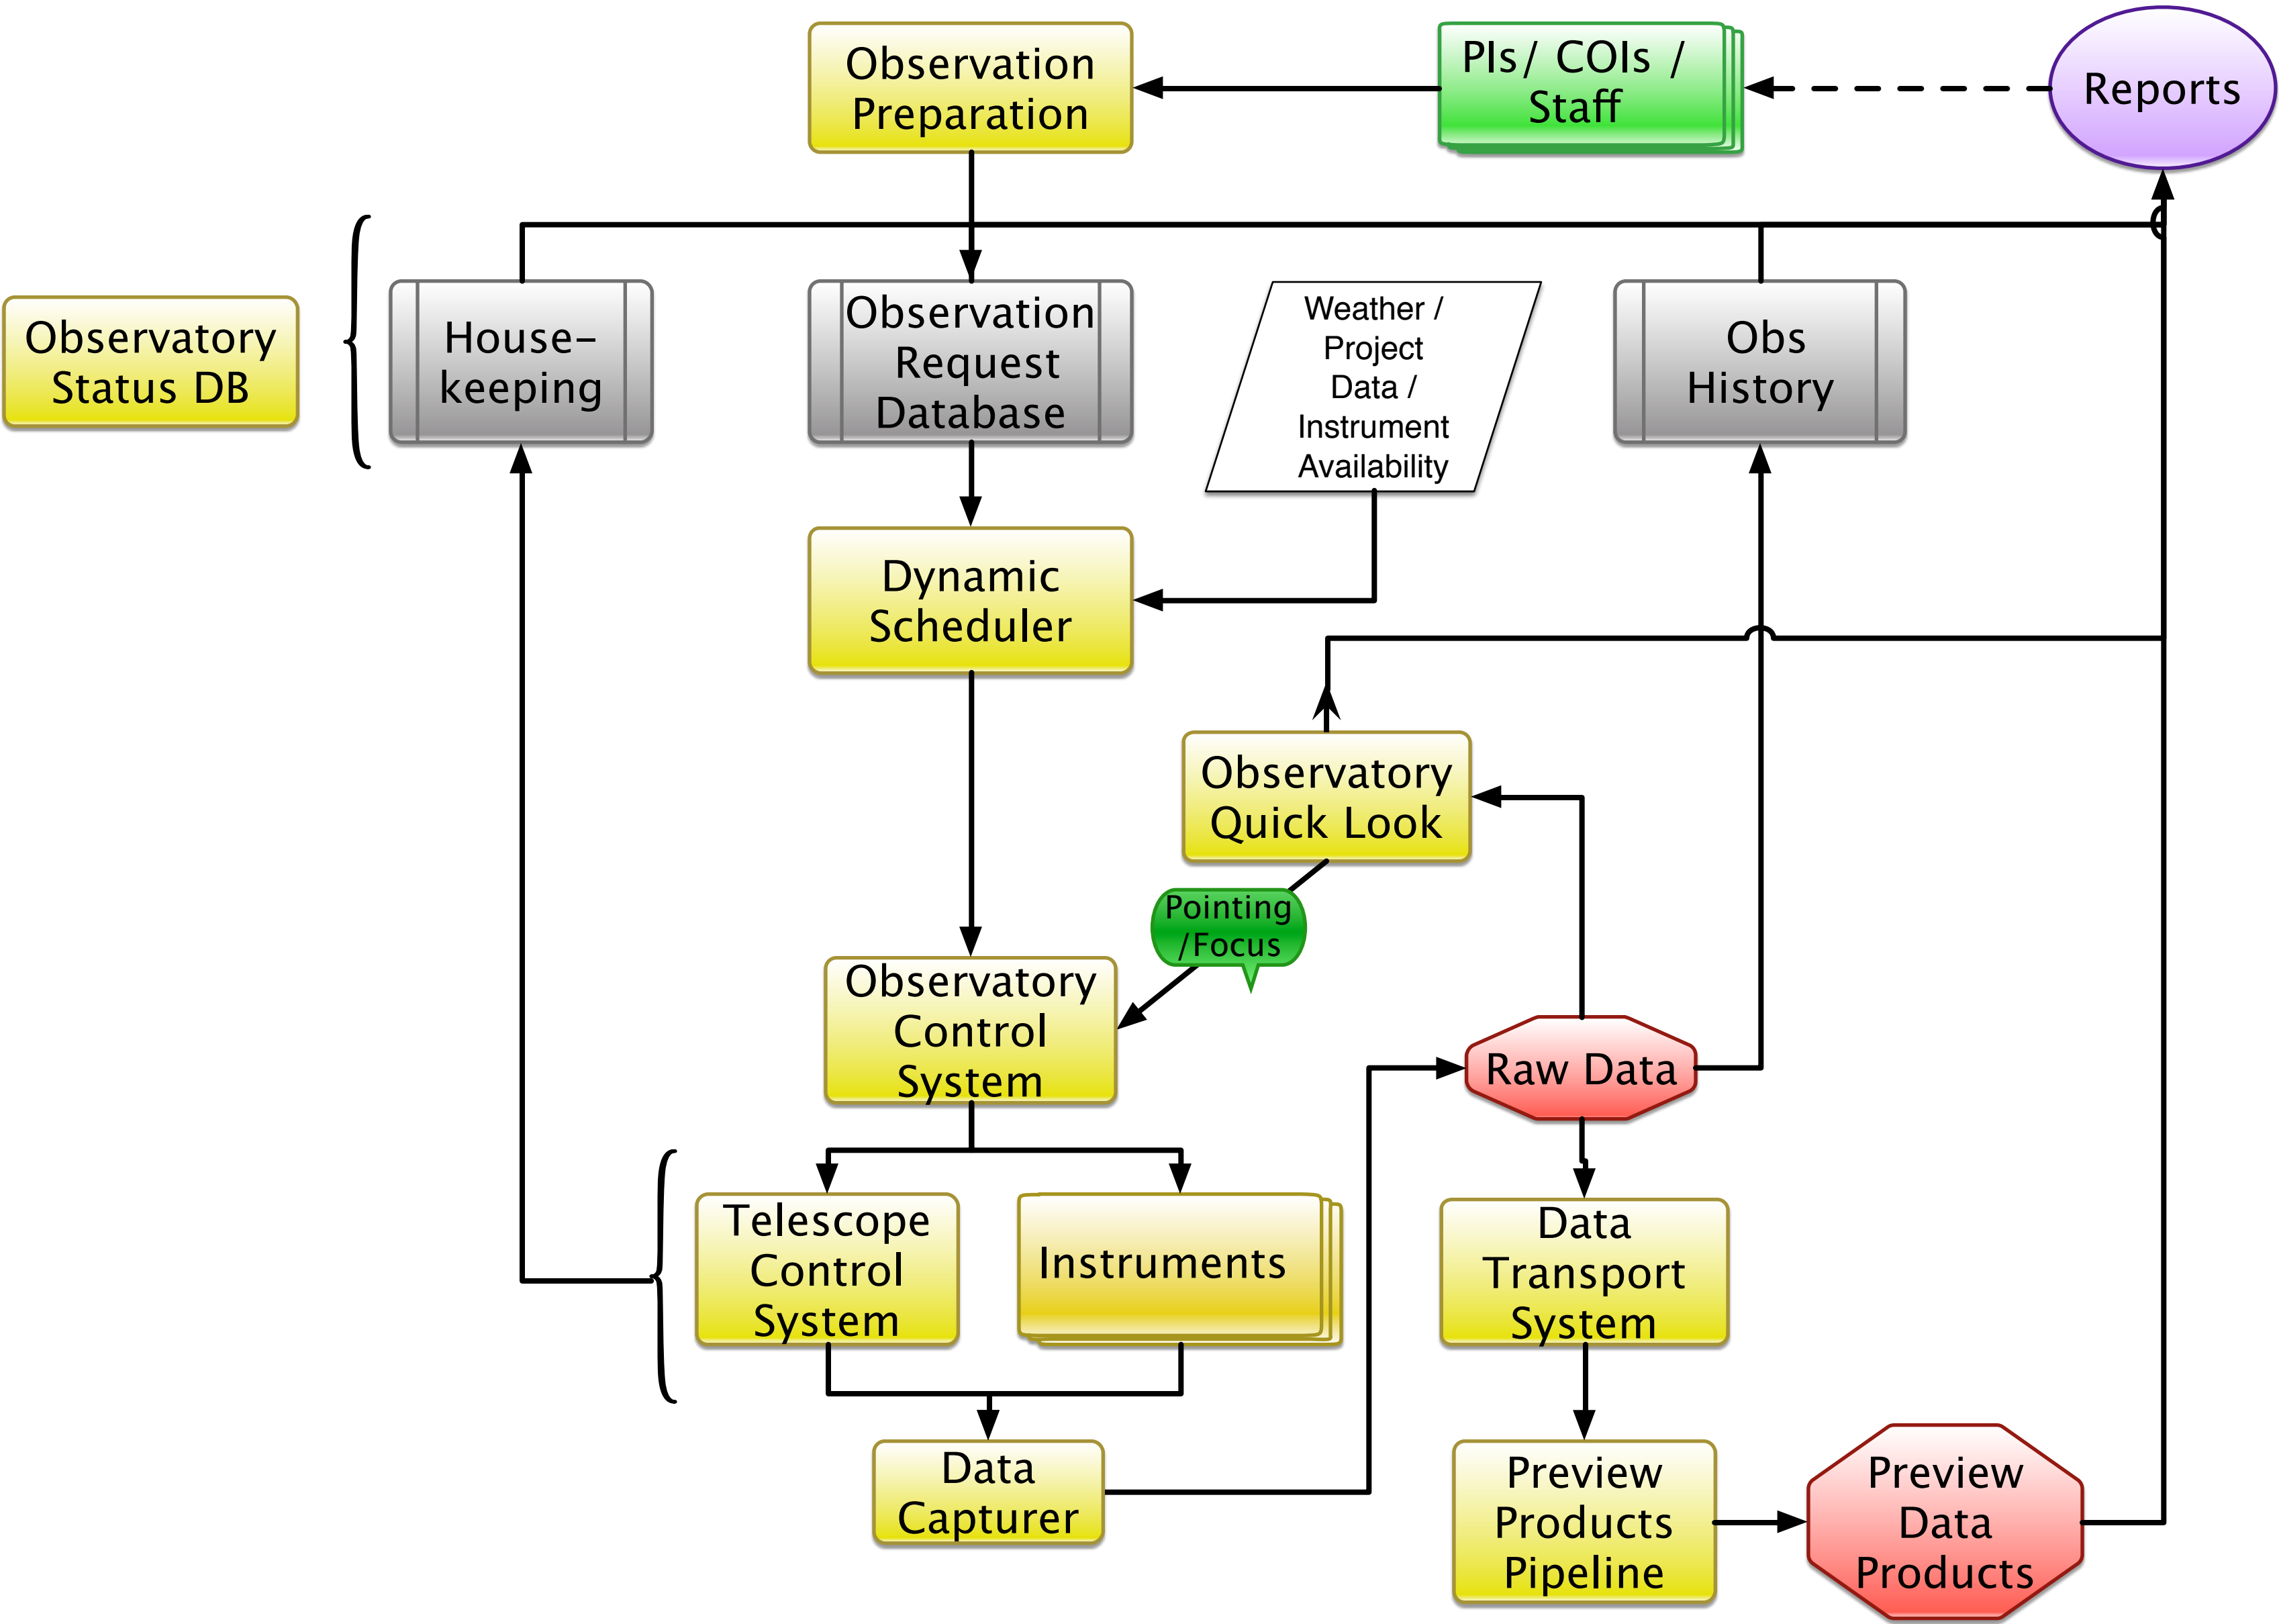 Observation
Preparation
PIs/ COIs /
Staff
Reports
Observatory
Status DB
House-
keeping
Observation
Request
Database
Weather /
Project
Data /
Instrument
Availability
Obs
History
Dynamic
Scheduler
Observatory
Quick Look
Pointing
/Focus
Observatory
Control
System
Raw Data
Telescope
Control
System
Instruments
Data
Transport
System
Data
Capturer
Preview
Products
Pipeline
Preview
Data
Products